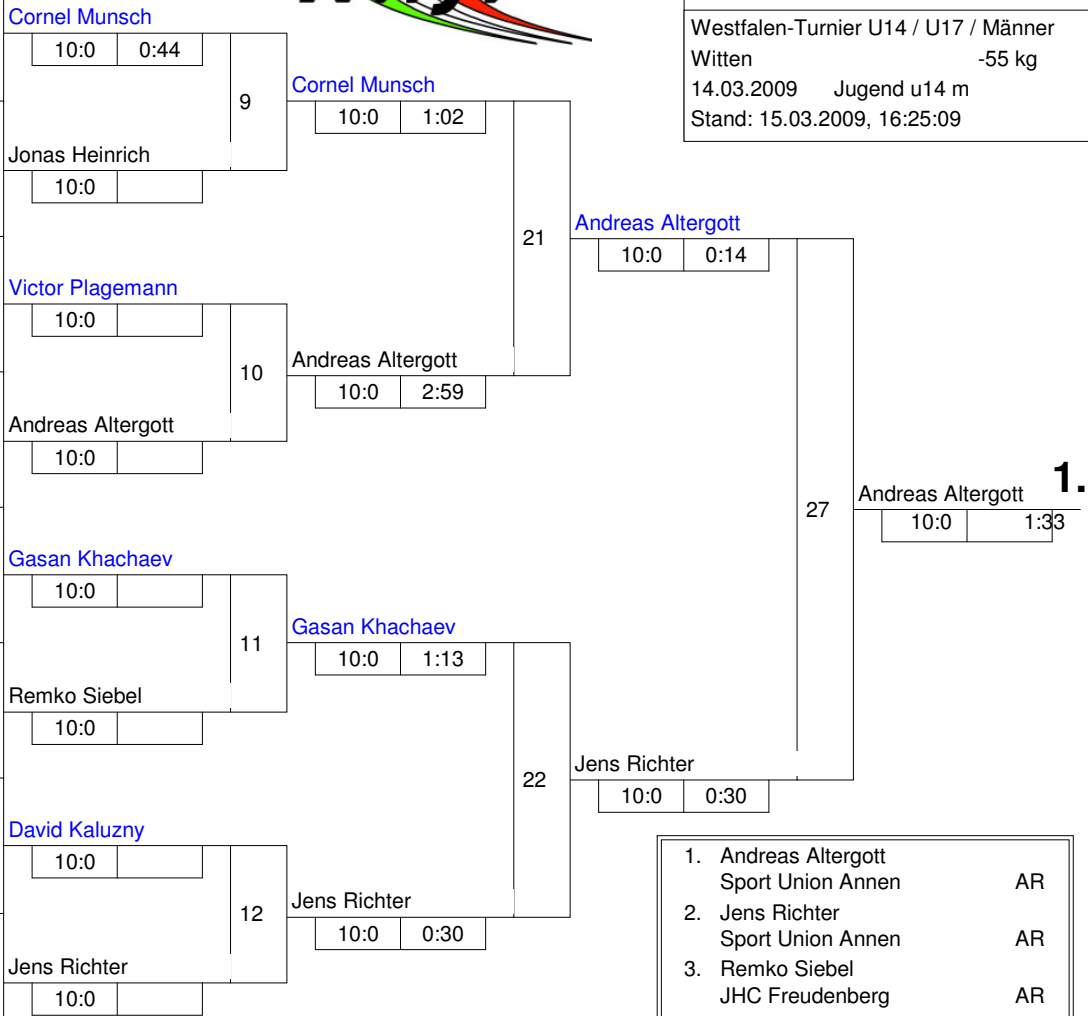 Westfalen-Turnier U14 / U17 / Männer
Witten -55 kg
14.03.2009 Jugend u14 m
Stand: 15.03.2009, 16:25:09
Cornel Munsch
10:0 0:44
9
Jonas Heinrich
10:0
Victor Plagemann
10:0
10
Andreas Altergott
10:0
Gasan Khachaev
10:0
11
Remko Siebel
10:0
David Kaluzny
10:0
12
Jens Richter
10:0
Cornel Munsch
10:0 1:02
21
Andreas Altergott
10:0 2:59
Gasan Khachaev
10:0 1:13
22
Jens Richter
10:0 0:30
Andreas Altergott
10:0 0:14
27
Jens Richter
10:0 0:30
Andreas Altergott 1.
10:0 1:33
1. Andreas Altergott
Sport Union Annen AR
2. Jens Richter
Sport Union Annen AR
3. Remko Siebel
JHC Freudenberg AR